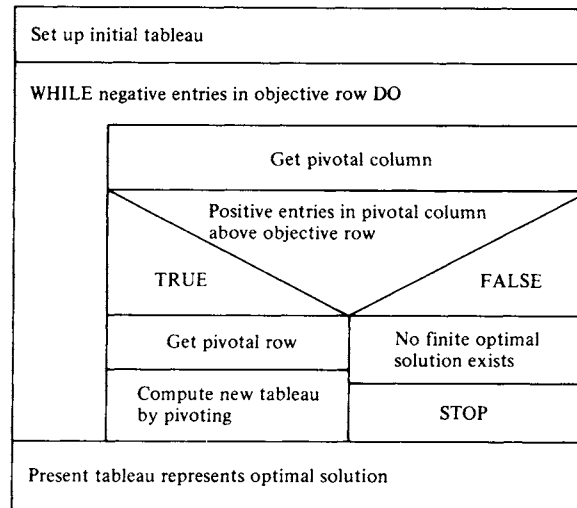 Set up initial tableau
WHILE negative entries in objective row DO
Get pivotal column
Positive entries in pivotal column
above objective row
TRUE
FALSE
Get pivotal row
No finite optimal
solution exists
Compute new tableau
by pivoting
STOP
Present tableau represents optimal solution